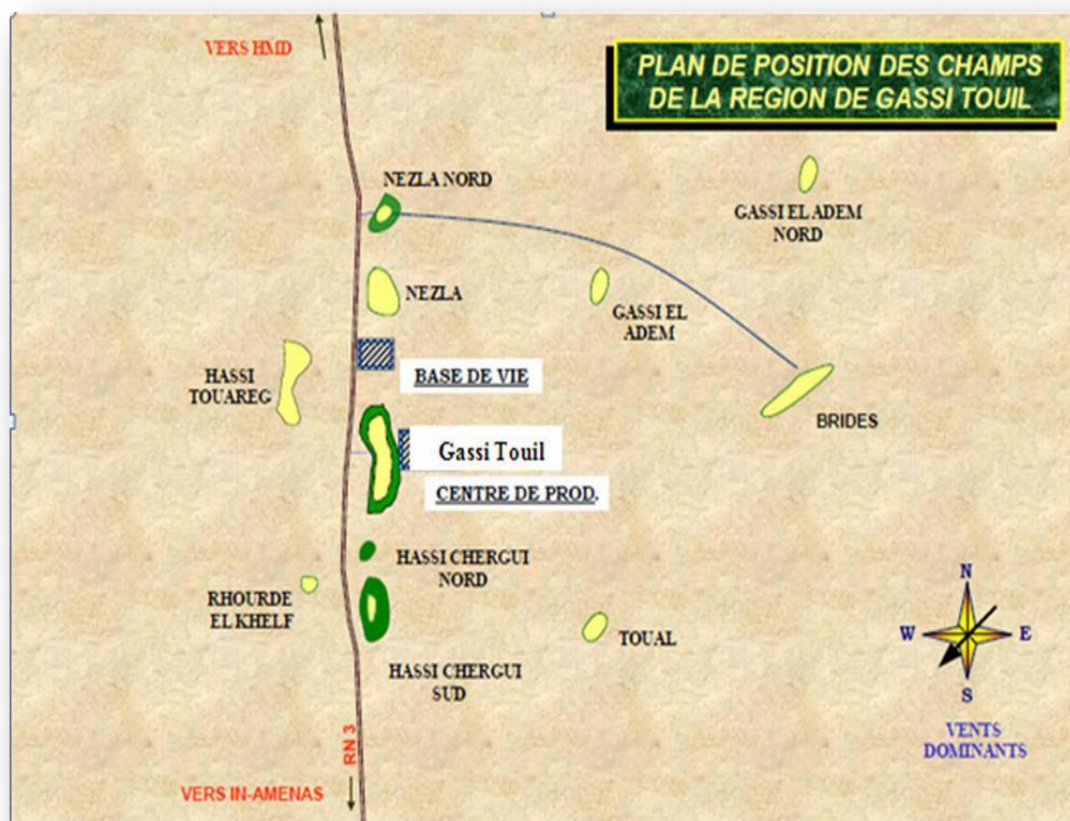 VERS HMD
PLAN DE POSITION DES CHAMPS
DE LA REGION DE GASSI TOUIL
NEZLA NORD
GASSI EL ADEM
NORD
NEZLA
GASSI EL
ADEM
HASSI
TOUAREG
BASE DE VIE
BRIDES
Gassi Touil
CENTRE DE PROD.
HASSI CHERGUI
NORD
RHOURDE
EL KHELF
TOUAL
HASSI CHERGUI
SUD
N
W
E
S
VENTS
DOMINANTS
RN 3
VERS IN-AMENAS